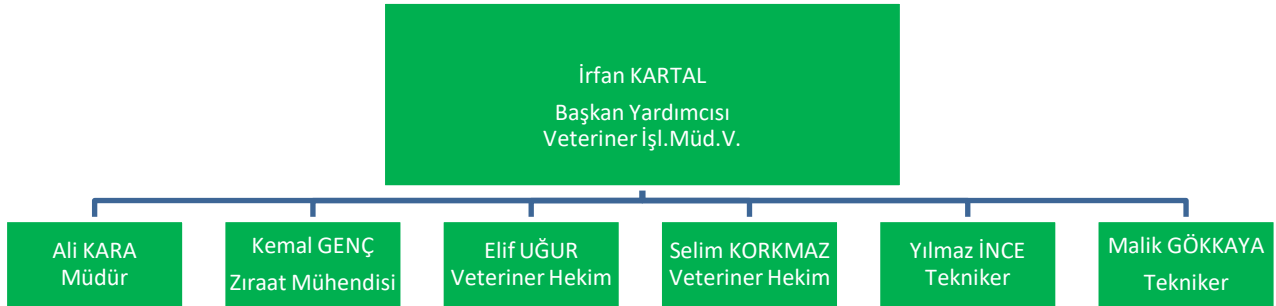 İrfan KARTAL
Başkan Yardımcısı
Veteriner İşl.Müd.V.
Ali KARA
Müdür
Kemal GENÇ
Zıraat Mühendisi
Elif UĞUR
Veteriner Hekim
Selim KORKMAZ
Veteriner Hekim
Yılmaz İNCE
Tekniker
Malik GÖKKAYA
Tekniker